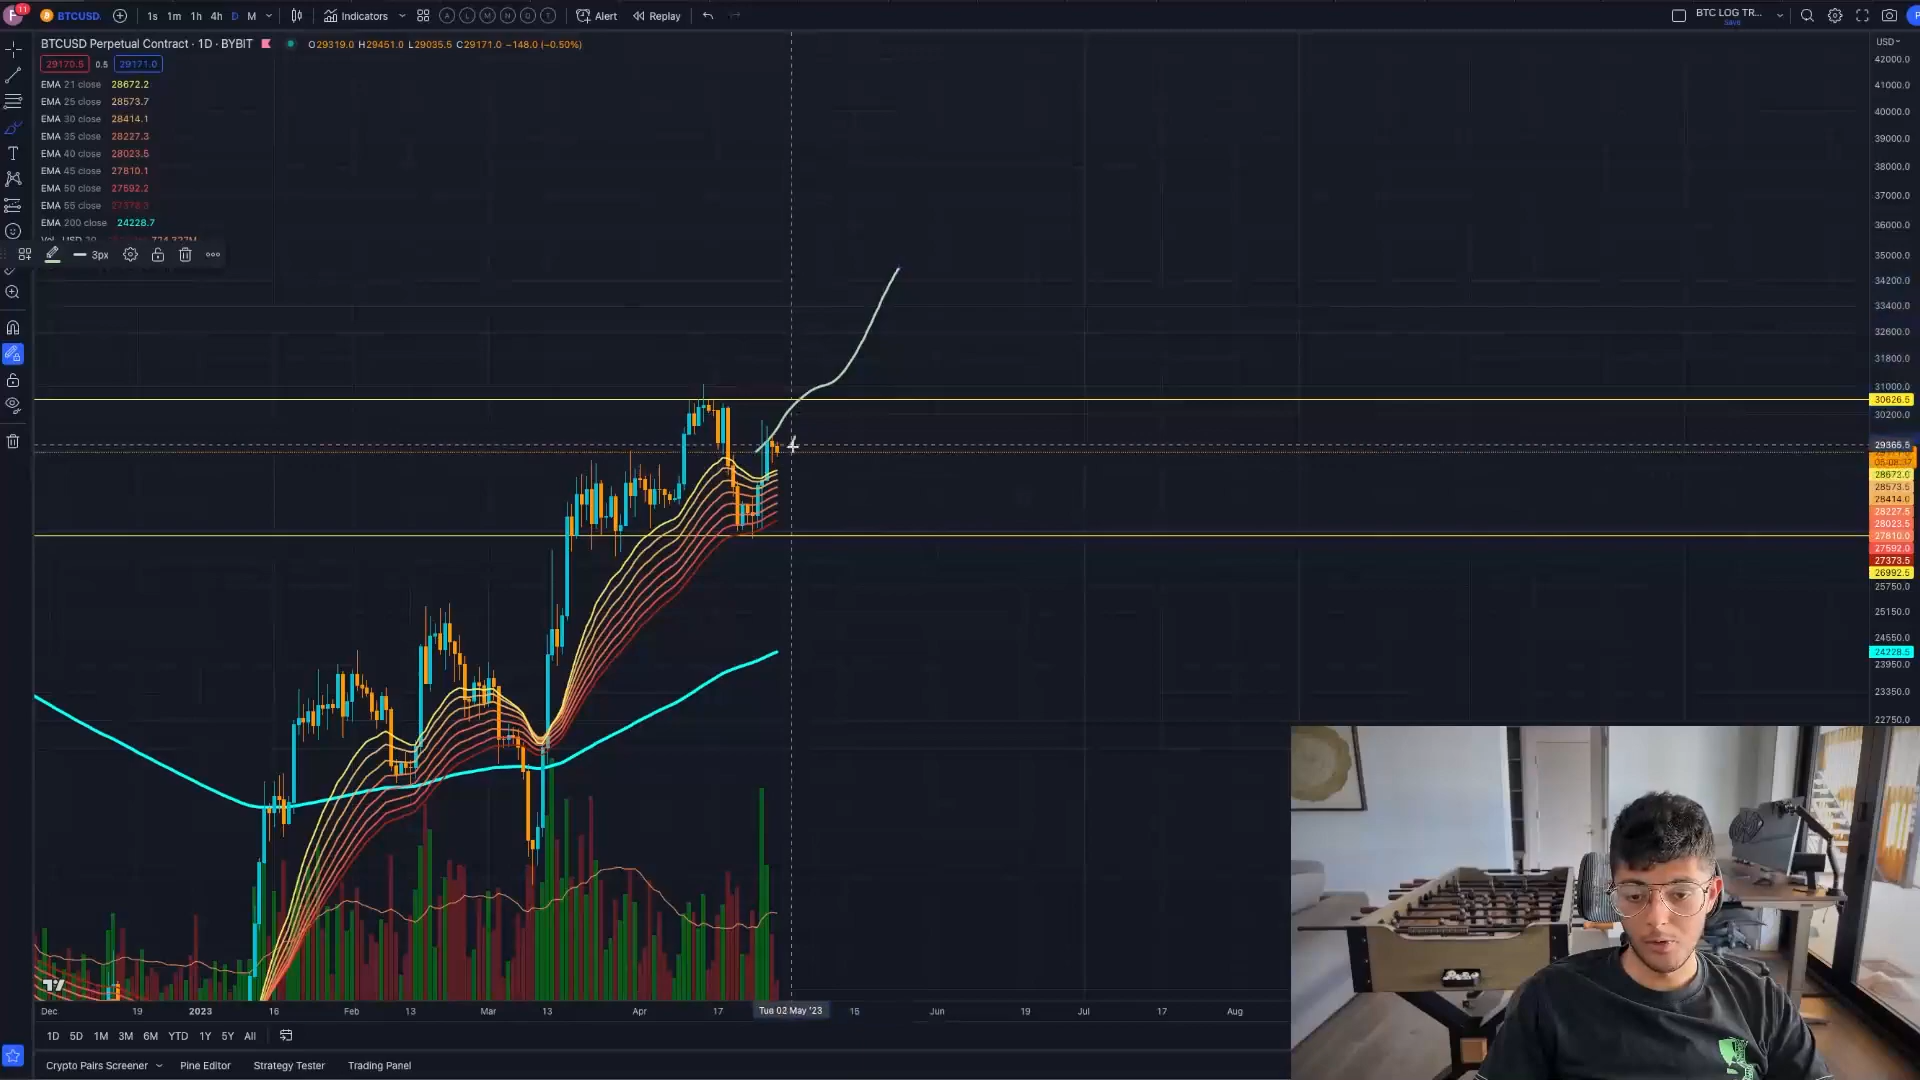 11 BTCUSD 1s 1m 1h 4h D M Indicators A L M N O T Alert Replay BTC LOG TR... Save
BTCUSD Perpetual Contract · 1D · BYBIT O29319.0 H29451.0 L29035.5 C29171.0 −148.0 (−0.50%) USD
29170.5 0.5 29171.0
EMA 21 close 28672.2
EMA 25 close 28573.7
EMA 30 close 28414.1
EMA 35 close 28227.3
EMA 40 close 28023.5
EMA 45 close 27810.1
EMA 50 close 27592.2
EMA 55 close
EMA 200 close 24228.7
3px
42000.0
41000.0
40000.0
39000.0
38000.0
37000.0
36000.0
35000.0
34200.0
33400.0
32600.0
31800.0
31000.0
30626.5
30200.0
29365.5
28672.0
28573.5
28414.0
28227.5
28023.5
27810.0
27592.0
27373.5
26992.5
25750.0
25150.0
24550.0
24228.5
23950.0
23350.0
22750.0
Dec 19 2023 16 Feb 13 Mar 13 Apr 17 Tue 02 May '23 15 Jun 19 Jul 17 Aug
1D 5D 1M 3M 6M YTD 1Y 5Y All
Crypto Pairs Screener Pine Editor Strategy Tester Trading Panel